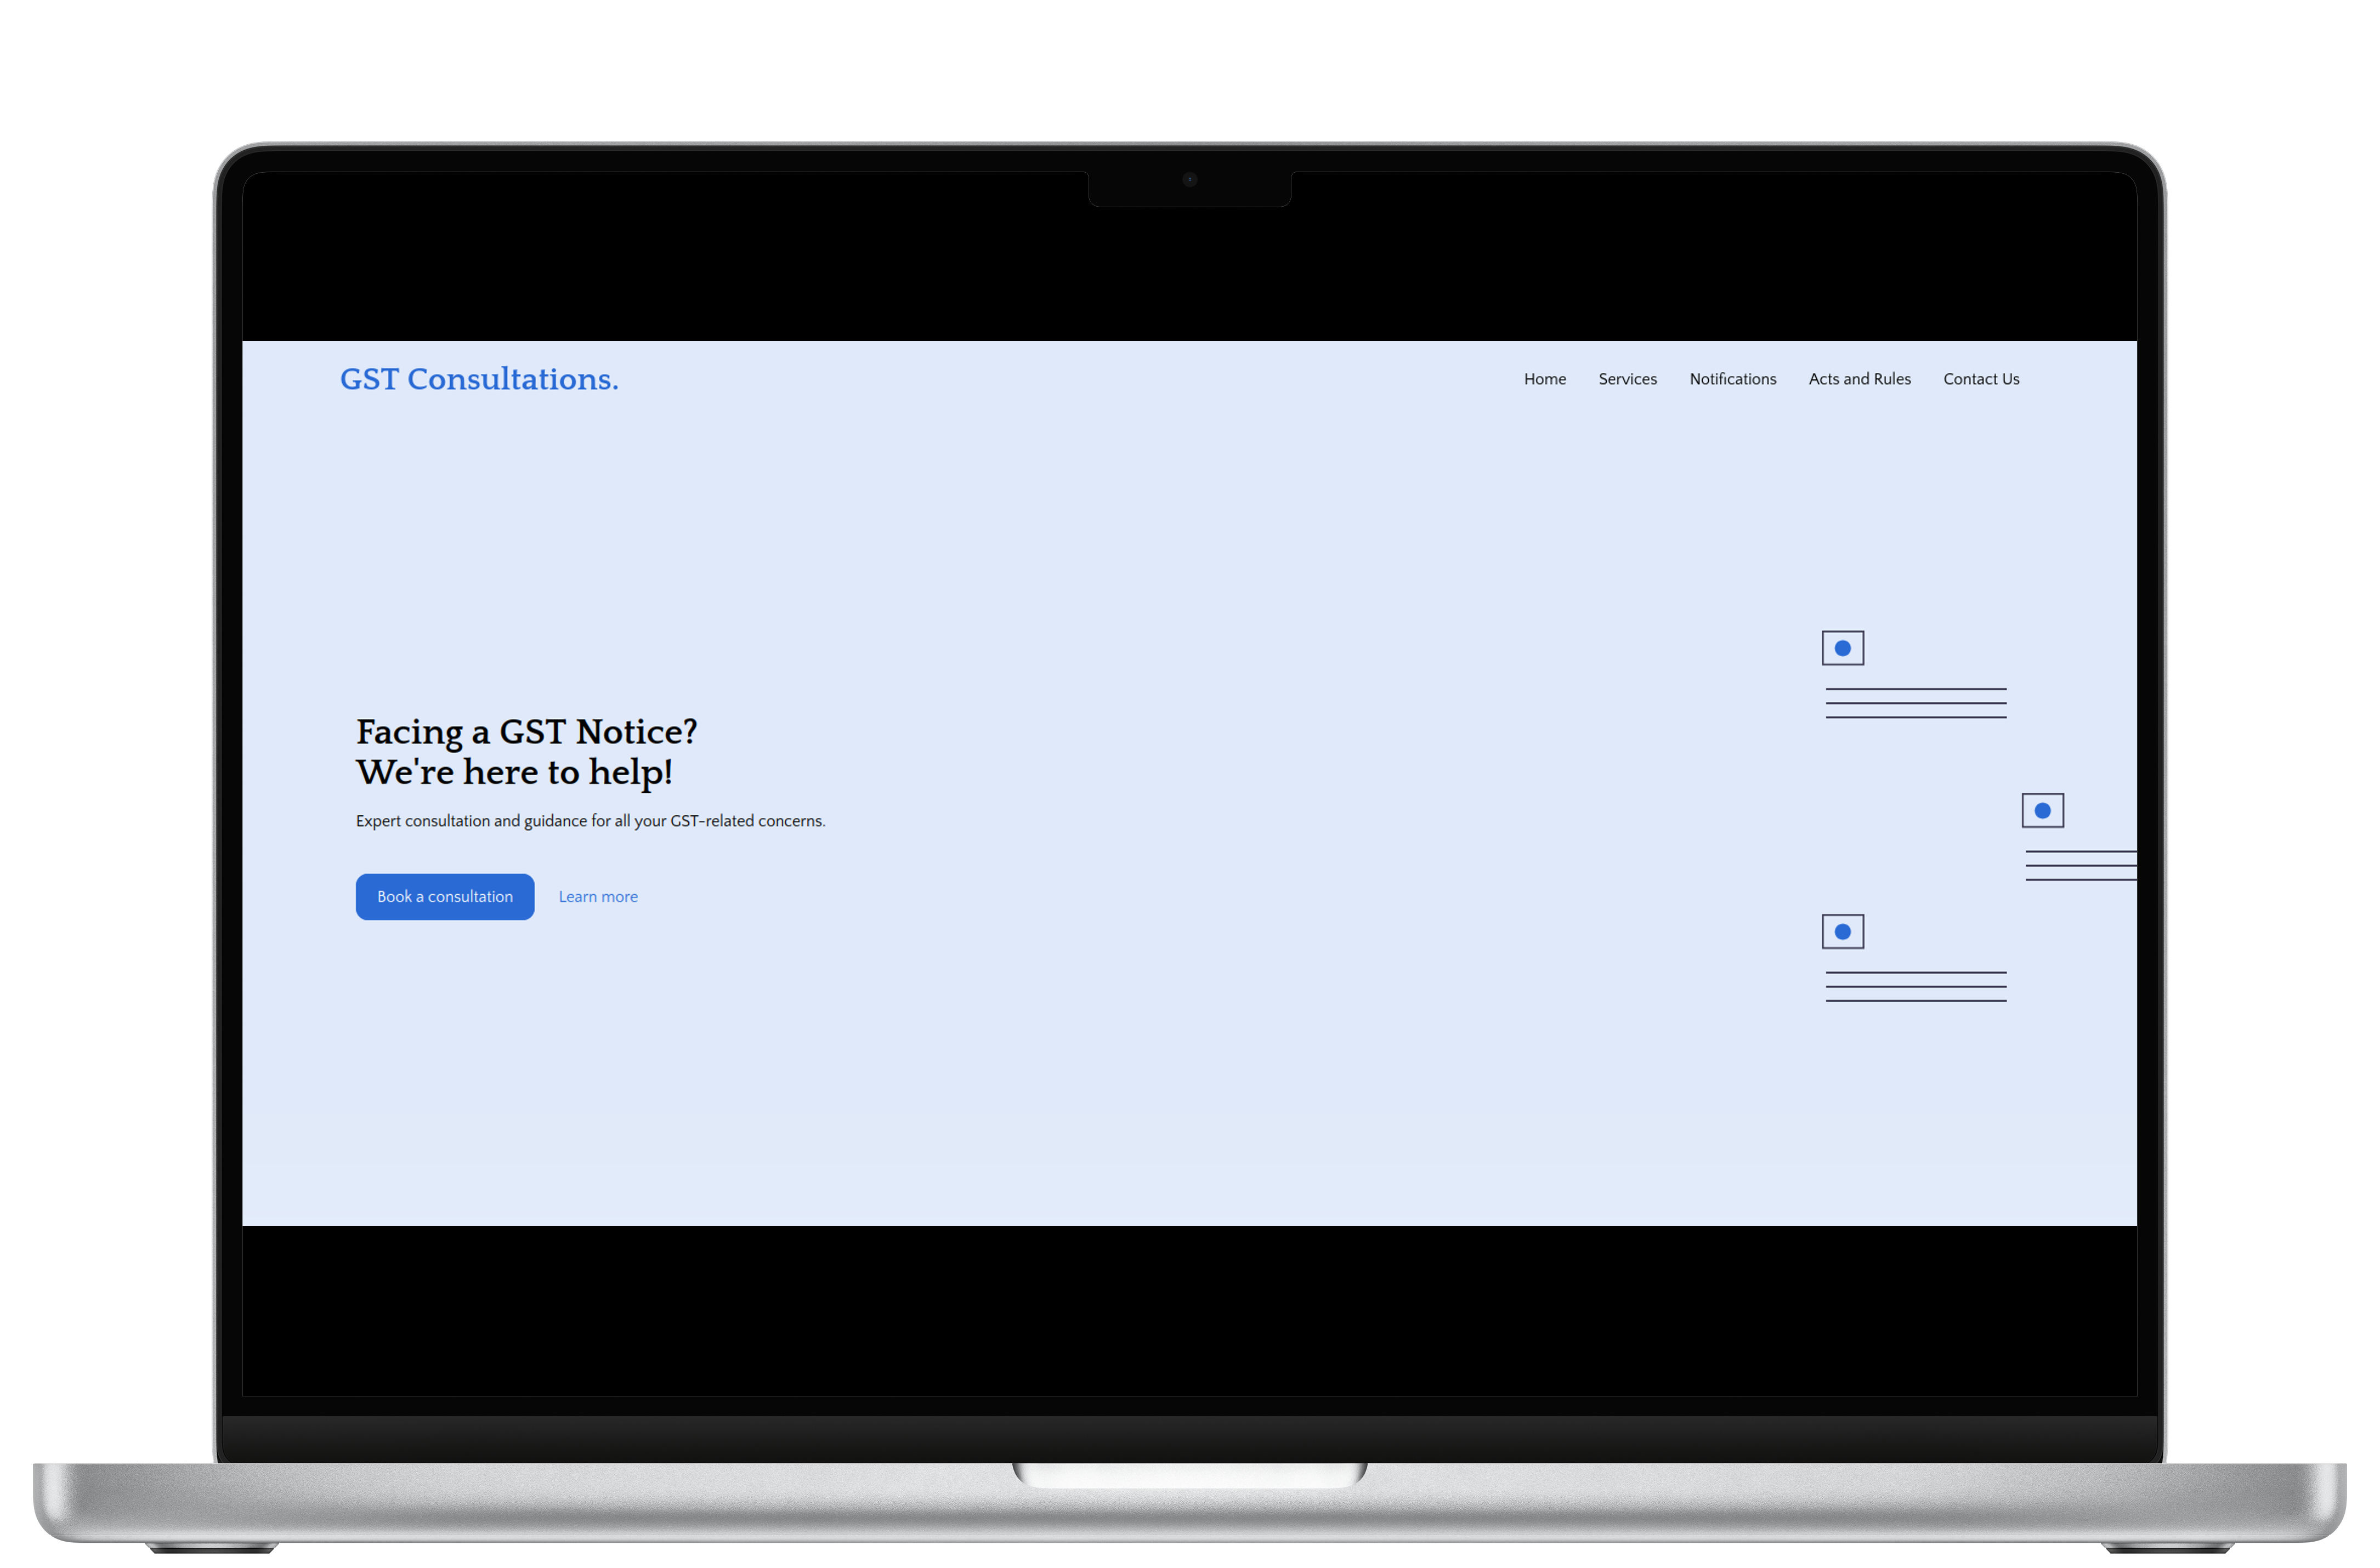 GST Consultations.
Home Services Notifications Acts and Rules Contact Us
Facing a GST Notice?
We're here to help!
Expert consultation and guidance for all your GST-related concerns.
Book a consultation Learn more